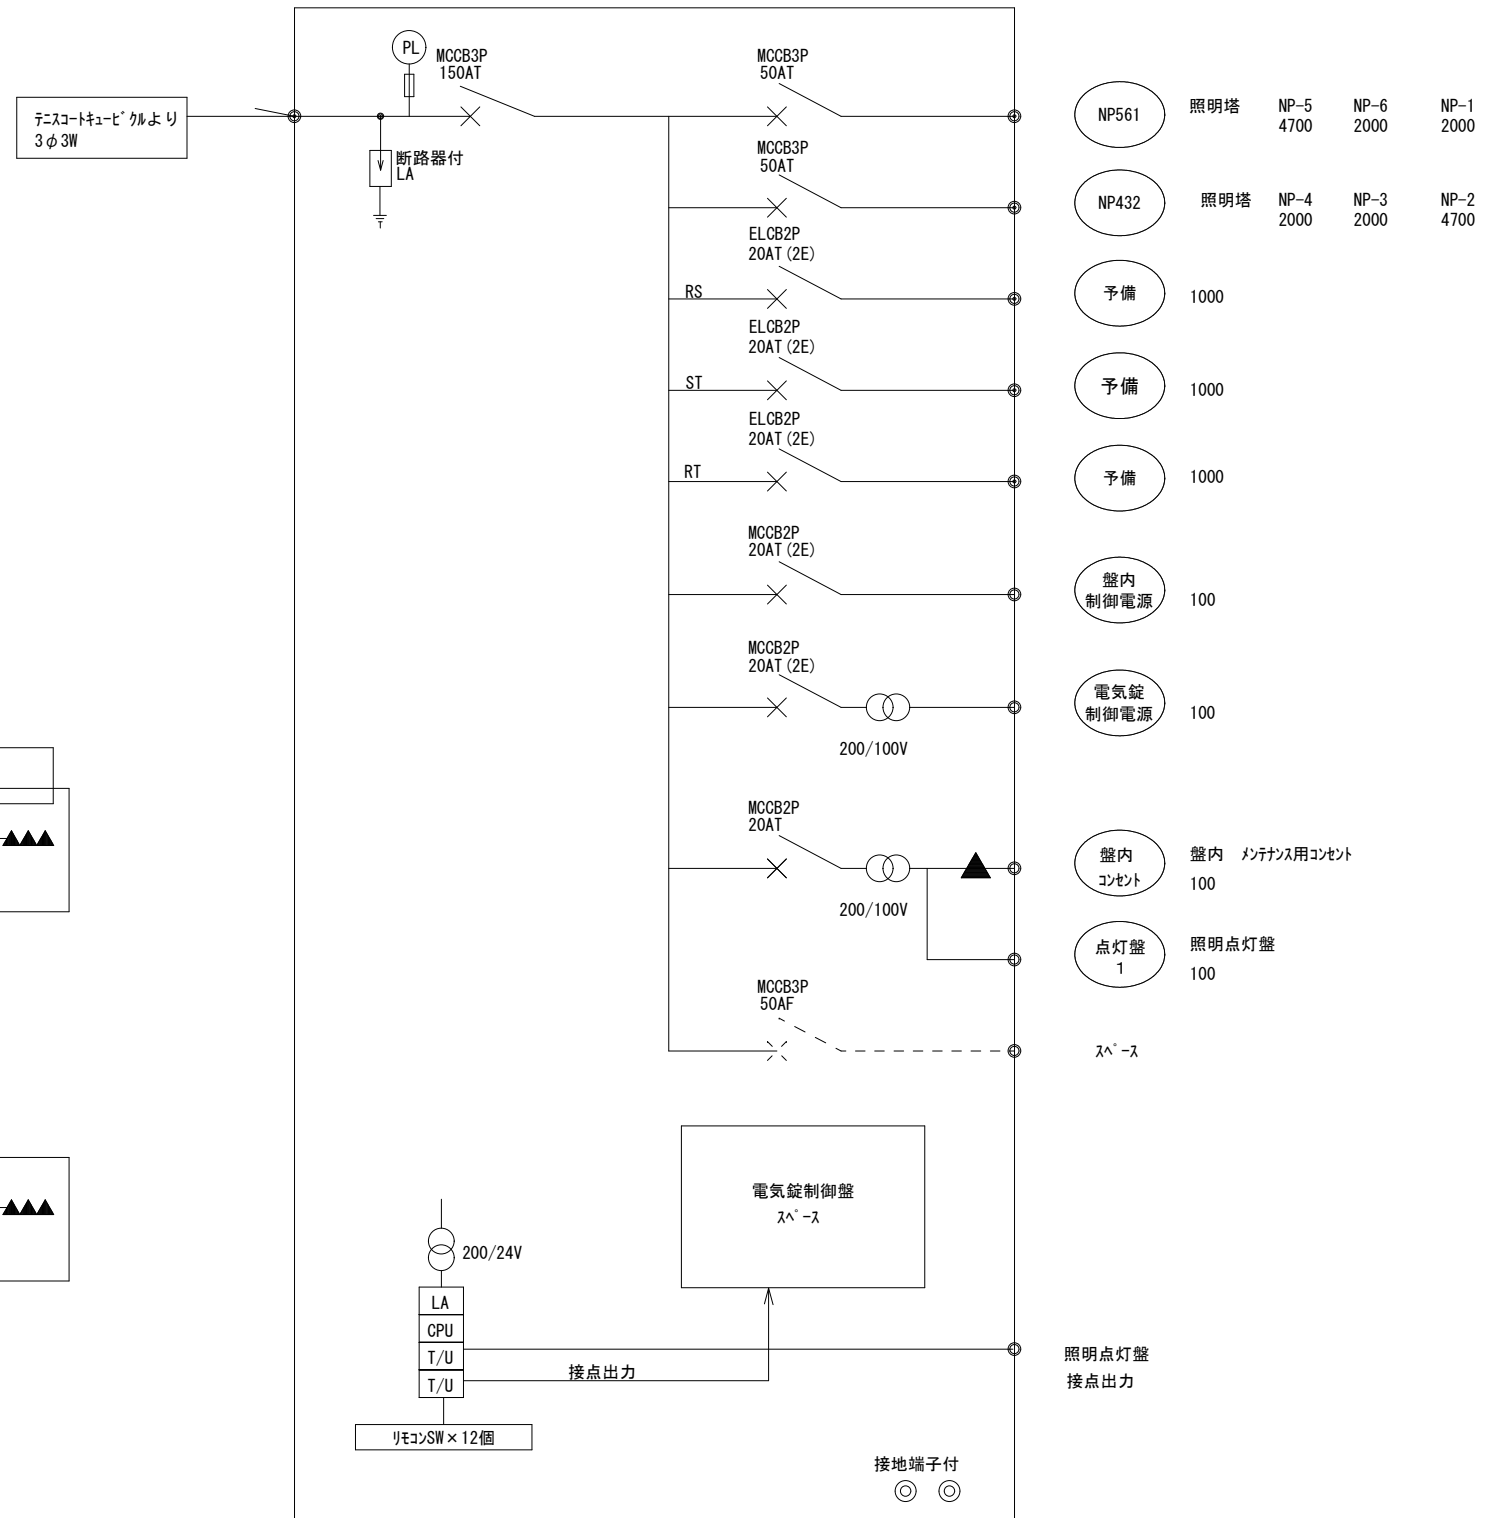 PL
MCCB3P
150AT
ﾃﾆｽｺｰﾄｷｭｰﾋﾞｸﾙより
3φ3W
断路器付
LA
MCCB3P
50AT
NP561
照明塔 NP-5 NP-6 NP-1
4700 2000 2000
MCCB3P
50AT
NP432
照明塔 NP-4 NP-3 NP-2
2000 2000 4700
ELCB2P
20AT(2E)
RS
予備
1000
ELCB2P
20AT(2E)
ST
予備
1000
ELCB2P
20AT(2E)
RT
予備
1000
MCCB2P
20AT(2E)
盤内
制御電源
100
MCCB2P
20AT(2E)
200/100V
電気錠
制御電源
100
MCCB2P
20AT
200/100V
盤内
ｺﾝｾﾝﾄ
盤内 ﾒﾝﾃﾅﾝｽ用ｺﾝｾﾝﾄ
100
点灯盤
1
照明点灯盤
100
MCCB3P
50AF
ｽﾍﾟｰｽ
電気錠制御盤
ｽﾍﾟｰｽ
200/24V
LA
CPU
T/U
T/U
接点出力
照明点灯盤
接点出力
ﾘﾓｺﾝSW×12個
接地端子付